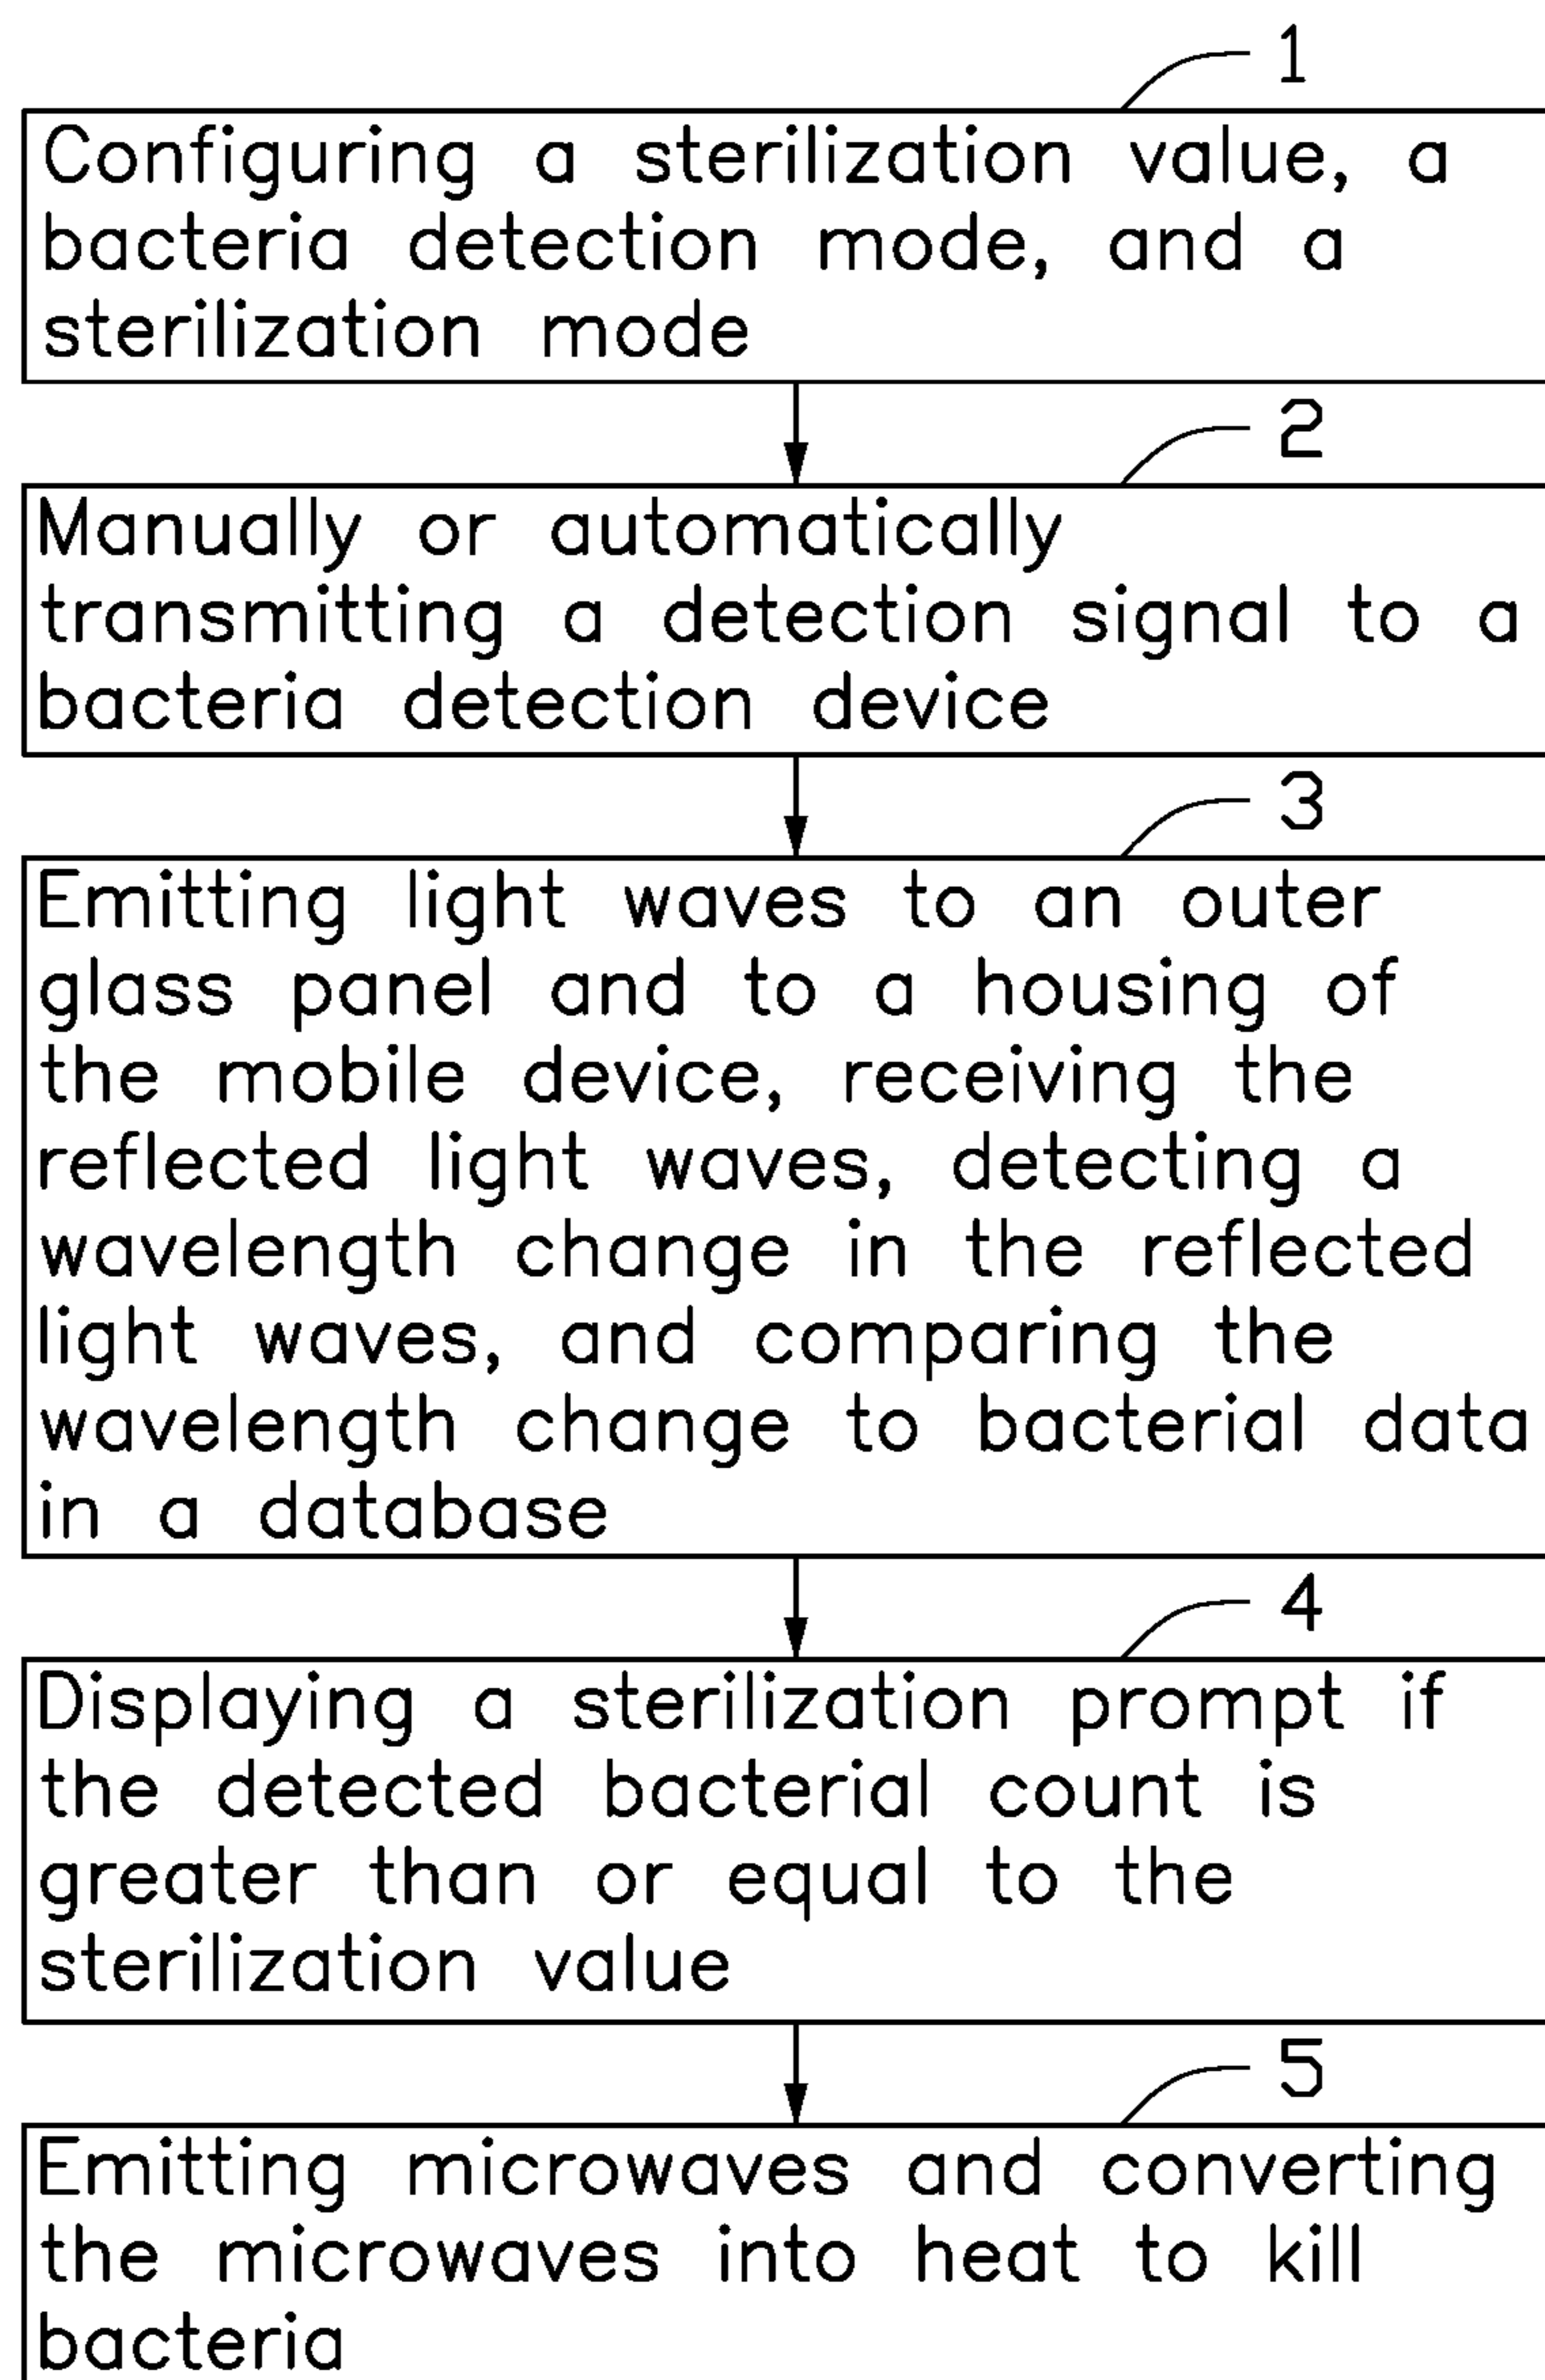 1
Configuring a sterilization value, a
bacteria detection mode, and a
sterilization mode
2
Manually or automatically
transmitting a detection signal to a
bacteria detection device
3
Emitting light waves to an outer
glass panel and to a housing of
the mobile device, receiving the
reflected light waves, detecting a
wavelength change in the reflected
light waves, and comparing the
wavelength change to bacterial data
in a database
4
Displaying a sterilization prompt if
the detected bacterial count is
greater than or equal to the
sterilization value
5
Emitting microwaves and converting
the microwaves into heat to kill
bacteria